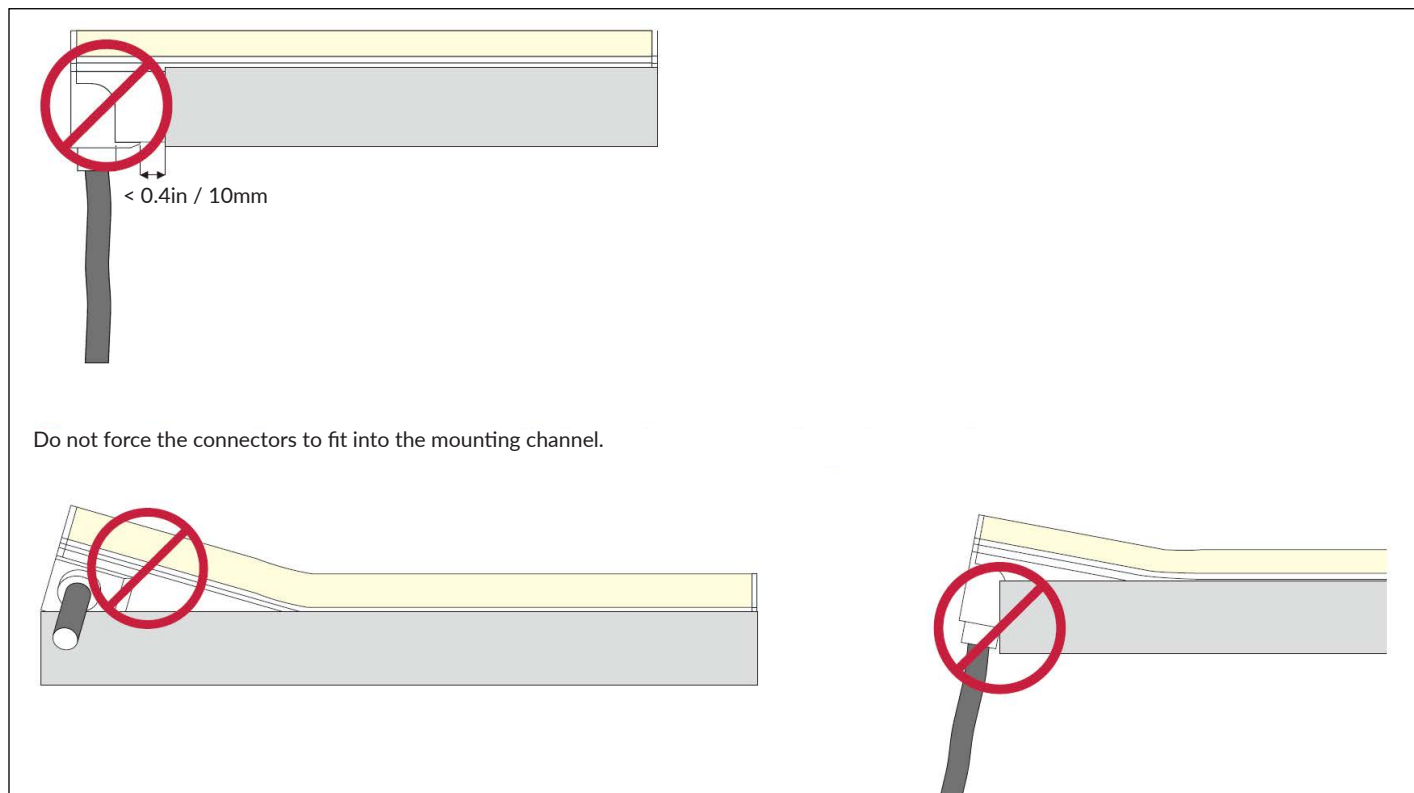 < 0.4in / 10mm
Do not force the connectors to fit into the mounting channel.